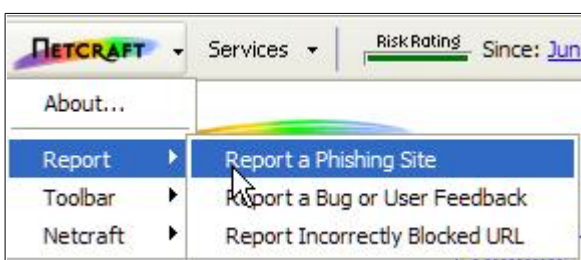 NETCRAFT Services Risk Rating Since: Jun
About...
Report Report a Phishing Site
Toolbar Report a Bug or User Feedback
Netcraft Report Incorrectly Blocked URL